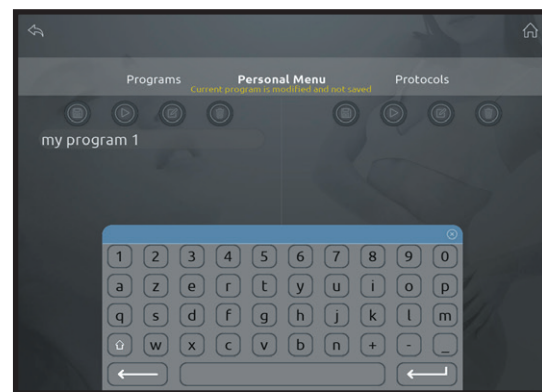 Programs Personal Menu Protocols
Current program is modified and not saved
my program 1
1 2 3 4 5 6 7 8 9 0
a z e r t y u i o p
q s d f g h j k l m
w x c v b n + - _